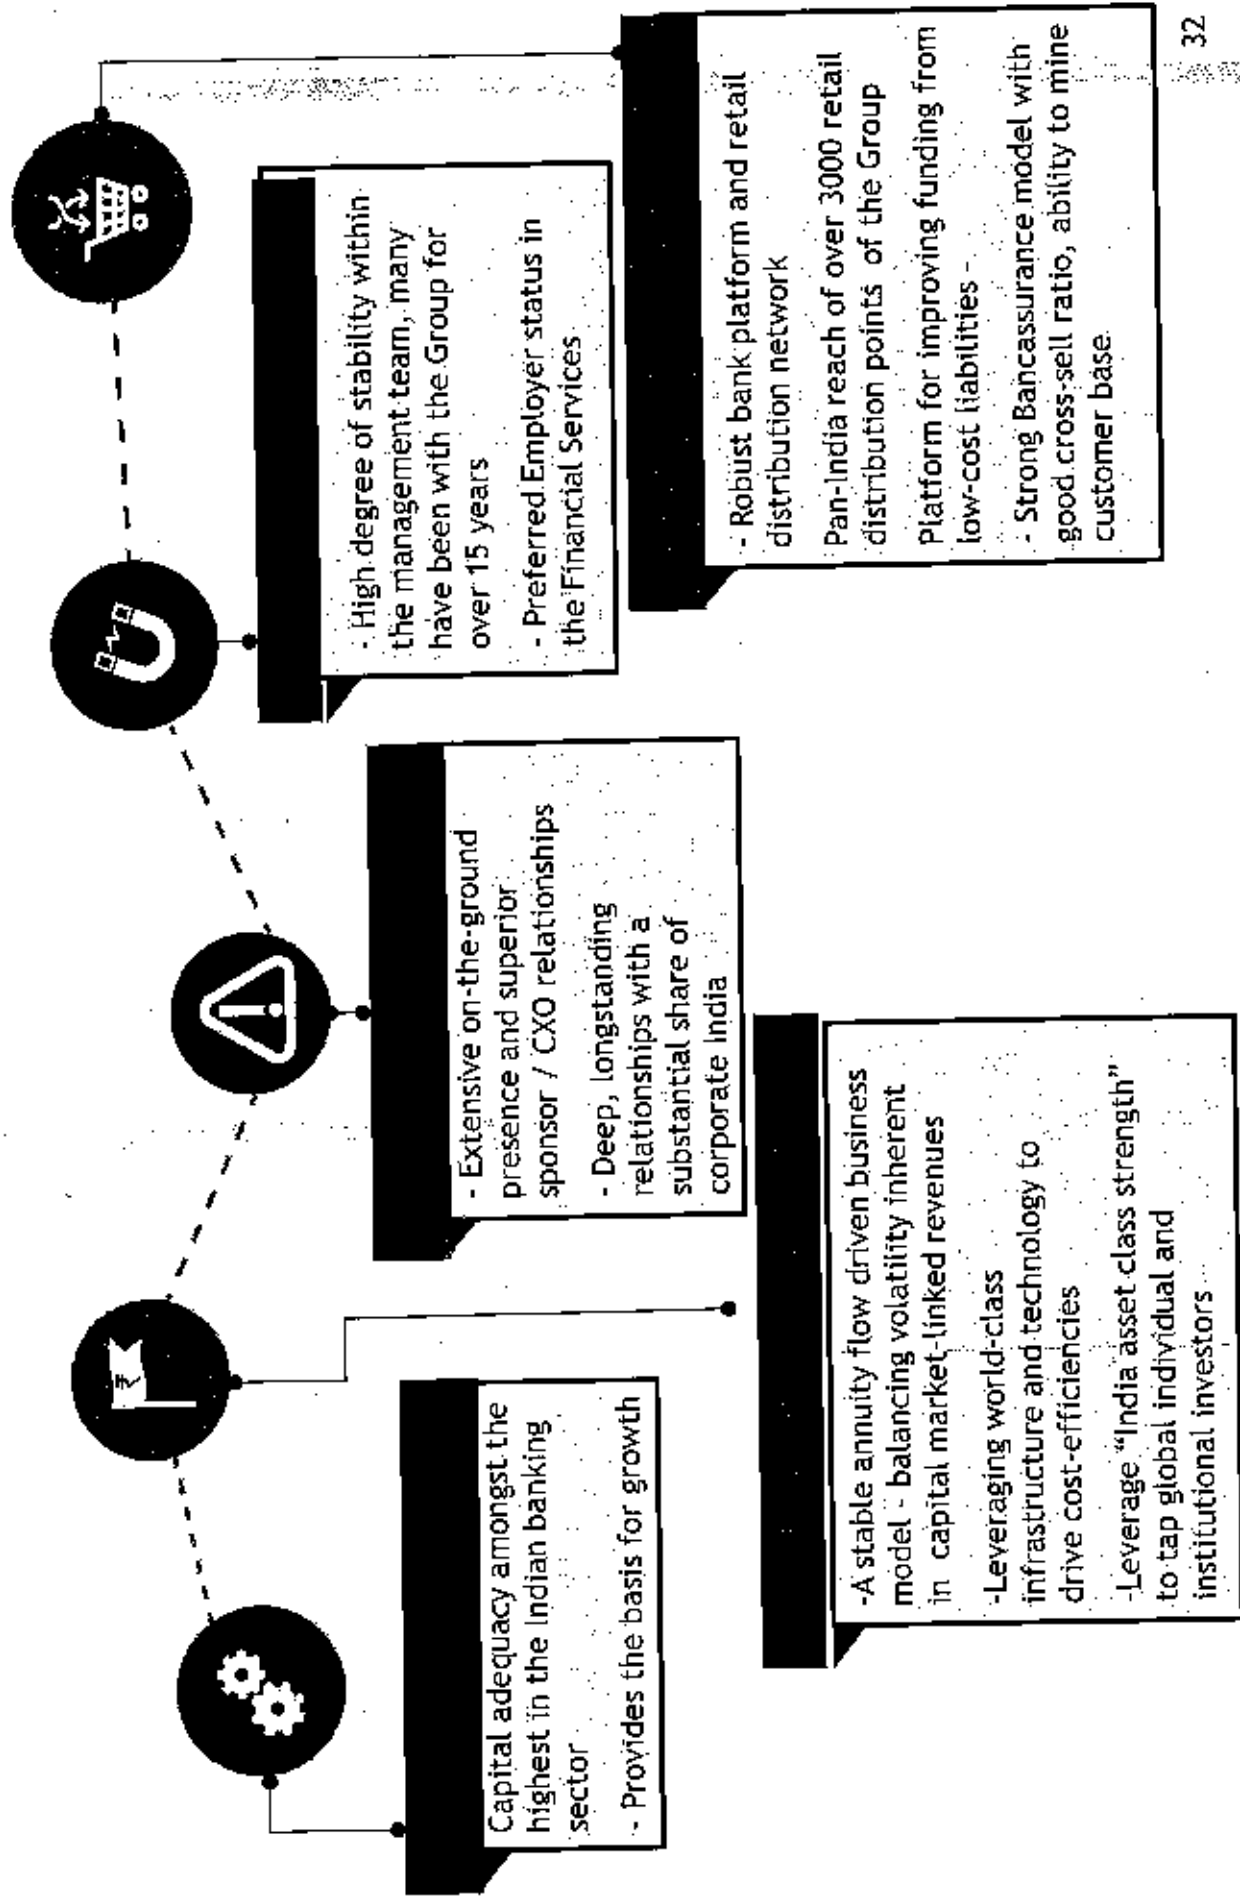 Capital adequacy amongst the
highest in the Indian banking
sector
- Provides the basis for growth
-A stable annuity flow driven business
model - balancing volatility inherent
in capital market-linked revenues
-Leveraging world-class
infrastructure and technology to
drive cost-efficiencies
-Leverage “India asset class strength”
to tap global individual and
institutional investors
- Extensive on-the-ground
presence and superior
sponsor / CXO relationships
- Deep, longstanding
relationships with a
substantial share of
corporate India
- High degree of stability within
the management team, many
have been with the Group for
over 15 years
- Preferred Employer status in
the Financial Services
- Robust bank platform and retail
distribution network
Pan-India reach of over 3000 retail
distribution points of the Group
Platform for improving funding from
low-cost liabilities -
- Strong Bancassurance model with
good cross-sell ratio, ability to mine
customer base
₹
32